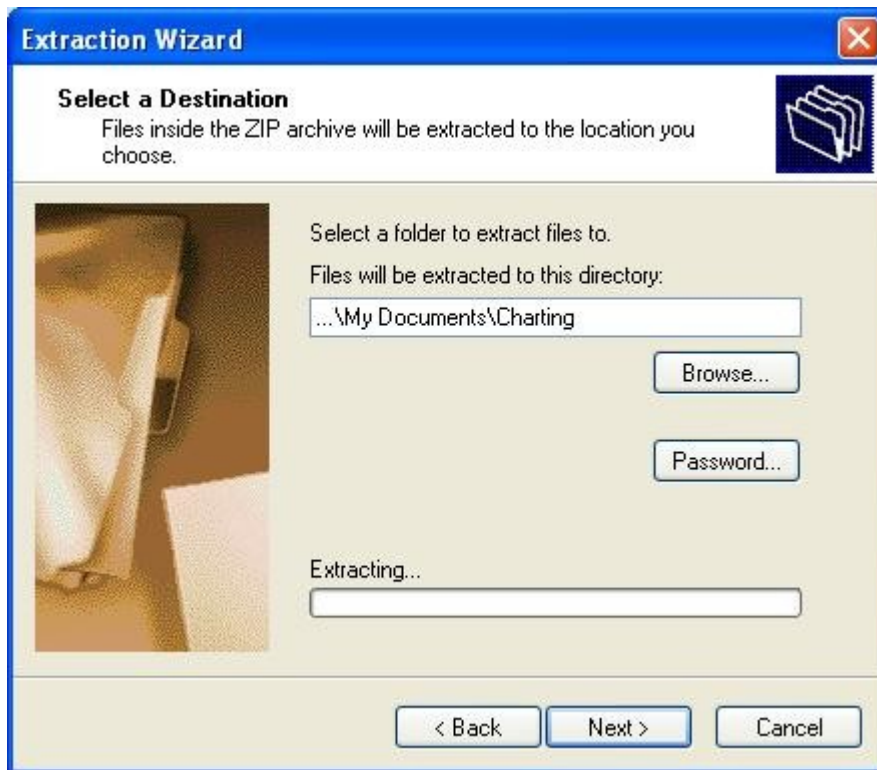 Extraction Wizard
Select a Destination
Files inside the ZIP archive will be extracted to the location you
choose.
Select a folder to extract files to.
Files will be extracted to this directory:
...\My Documents\Charting
Browse...
Password...
Extracting...
< Back
Next >
Cancel